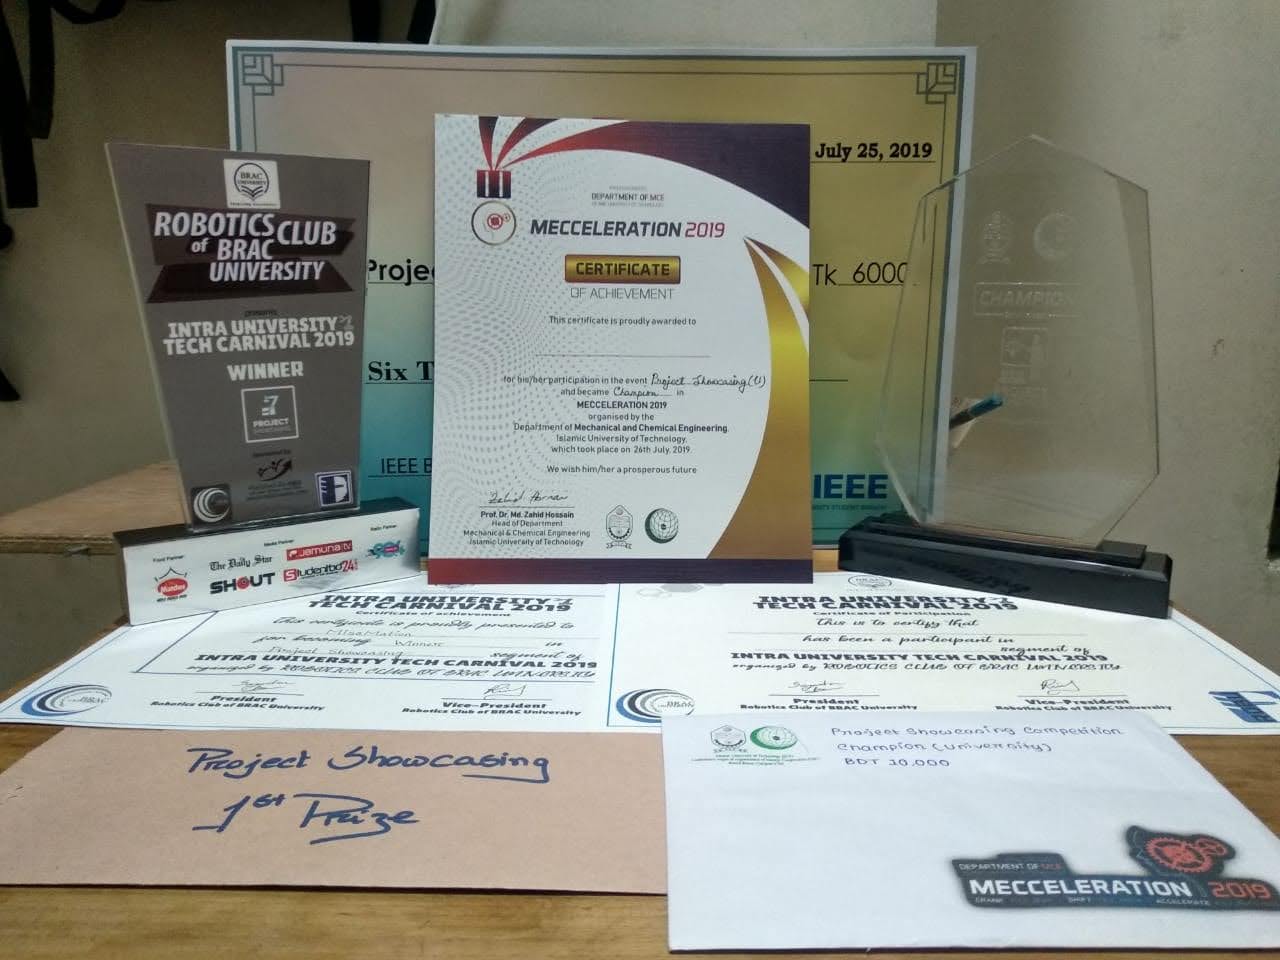 BRAC
UNIVERSITY
ROBOTICS CLUB
of BRAC
UNIVERSITY
presents
INTRA UNIVERSITY
TECH CARNIVAL 2019
WINNER
PROJECT
Food Partner
Media Partner
Radio Partner
The Daily Star
Jamuna tv
SHOUT
Studentbd24
July 25, 2019
Projec
Tk 6000
Six T
IEEE B
IEEE
DEPARTMENT OF MCE
MECCELERATION 2019
CERTIFICATE
OF ACHIEVEMENT
This certificate is proudly awarded to
for his/her participation in the event Project Showcasing (U)
and became Champion in
MECCELERATION 2019
organised by the
Department of Mechanical and Chemical Engineering.
Islamic University of Technology.
which took place on 26th July, 2019.
We wish him/her a prosperous future
Prof. Dr. Md. Zahid Hossain
Head of Department
Mechanical & Chemical Engineering
Islamic University of Technology
CHAMPION
INTRA UNIVERSITY
TECH CARNIVAL 2019
Certificate of achievement
this certificate is proudly presented to
for becoming Winner in
Project Showcasing segment of
INTRA UNIVERSITY TECH CARNIVAL 2019
organized by ROBOTICS CLUB OF BRAC UNIVERSITY
President
Robotics Club of BRAC University
Vice-President
Robotics Club of BRAC University
INTRA UNIVERSITY
TECH CARNIVAL 2019
Certificate of Participation
This is to certify that
has been a participant in
segment of
INTRA UNIVERSITY TECH CARNIVAL 2019
organized by ROBOTICS CLUB OF BRAC UNIVERSITY
President
Robotics Club of BRAC University
Vice-President
Robotics Club of BRAC University
Project Showcasing
1st Prize
Project Showcasing Competition
Champion (University)
BDT 10,000
DEPARTMENT OF MCE
MECCELERATION 2019
ACCELERATE